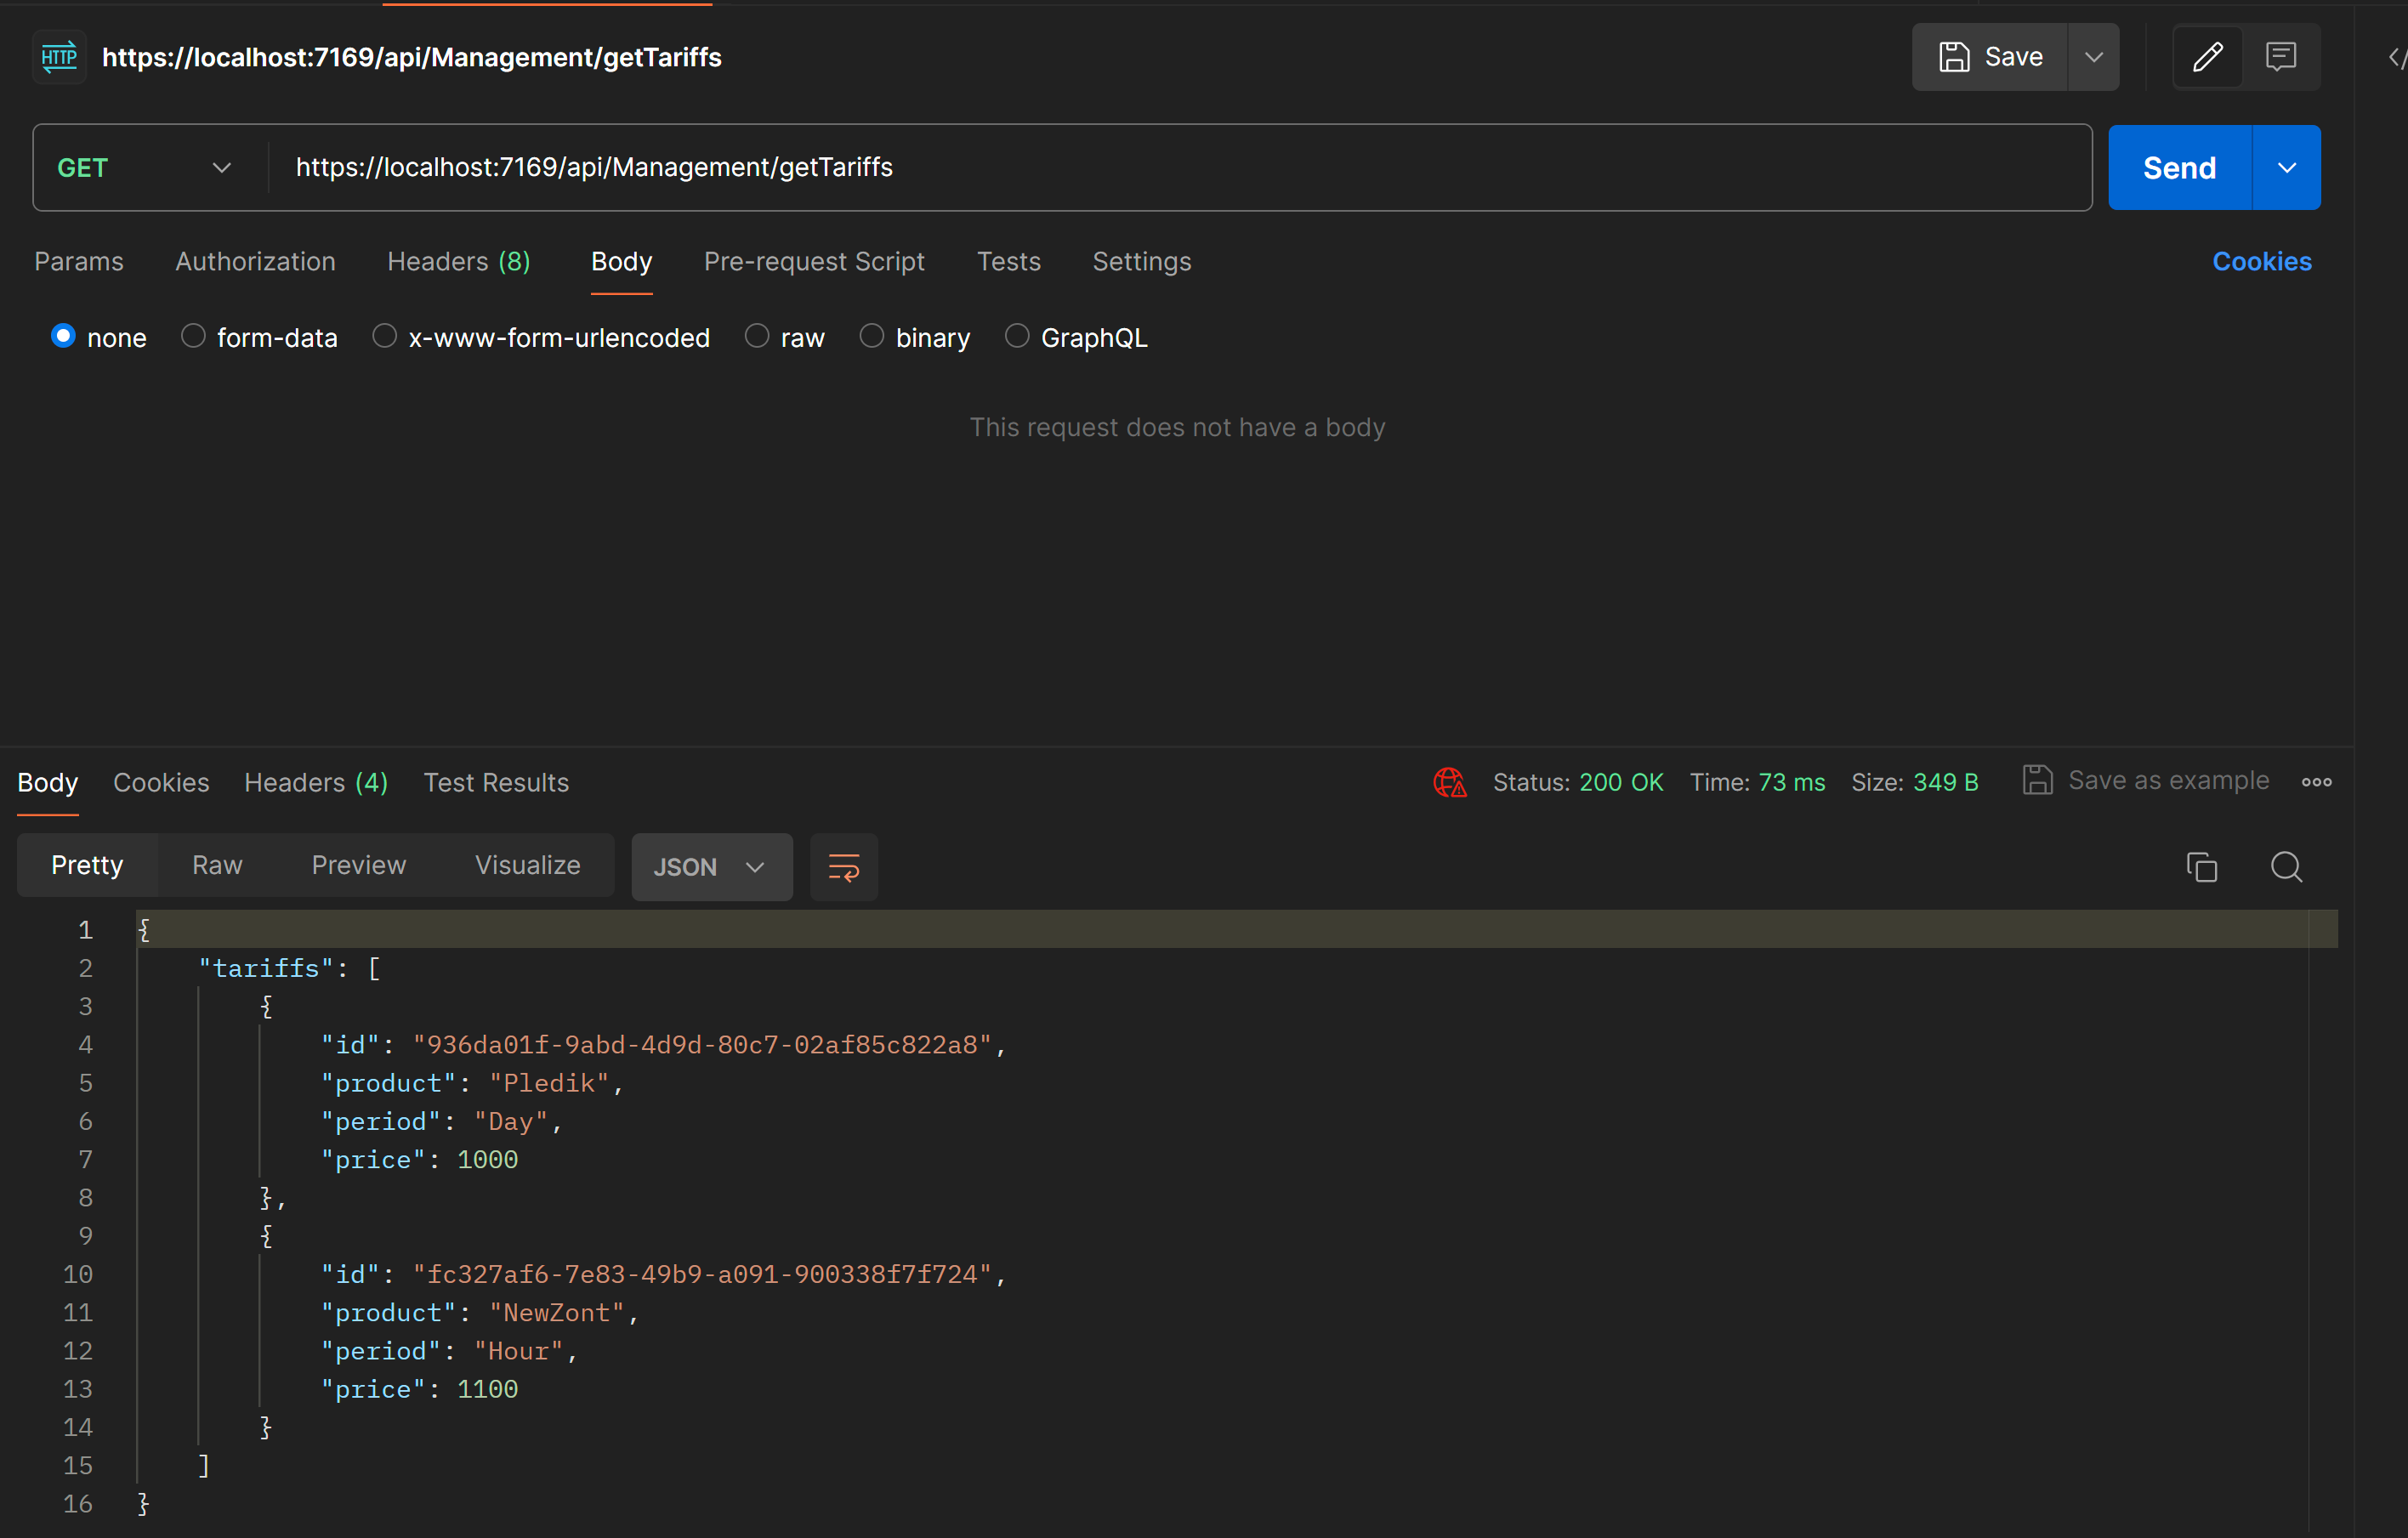 HTTP https://localhost:7169/api/Management/getTariffs Save
GET https://localhost:7169/api/Management/getTariffs Send
Params Authorization Headers (8) Body Pre-request Script Tests Settings Cookies
none form-data x-www-form-urlencoded raw binary GraphQL
This request does not have a body
Body Cookies Headers (4) Test Results Status: 200 OK Time: 73 ms Size: 349 B Save as example
Pretty Raw Preview Visualize JSON
1 {
2 "tariffs": [
3 {
4 "id": "936da01f-9abd-4d9d-80c7-02af85c822a8",
5 "product": "Pledik",
6 "period": "Day",
7 "price": 1000
8 },
9 {
10 "id": "fc327af6-7e83-49b9-a091-900338f7f724",
11 "product": "NewZont",
12 "period": "Hour",
13 "price": 1100
14 }
15 ]
16 }